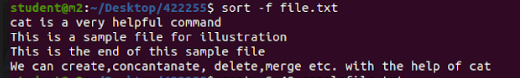 student@m2:~/Desktop/422255$ sort -f file.txt
cat is a very helpful command
This is a sample file for illustration
This is the end of this sample file
We can create,concantanate, delete,merge etc. with the help of cat